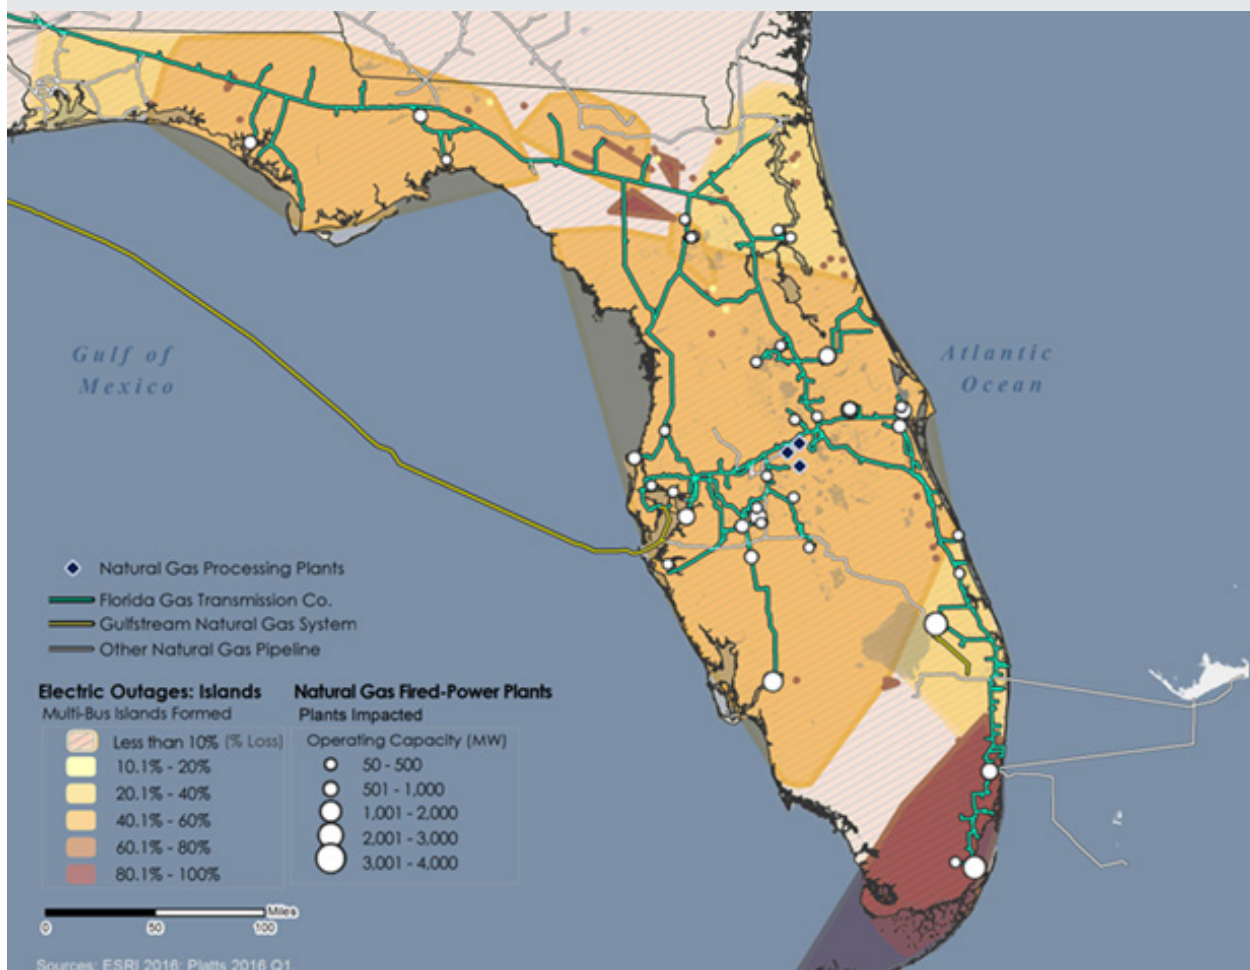 Gulf of
Mexico
Atlantic
Ocean
Natural Gas Processing Plants
Florida Gas Transmission Co.
Gulfstream Natural Gas System
Other Natural Gas Pipeline
Electric Outages: Islands
Multi-Bus Islands Formed
Less than 10% (% Loss)
10.1% - 20%
20.1% - 40%
40.1% - 60%
60.1% - 80%
80.1% - 100%
Natural Gas Fired-Power Plants
Plants Impacted
Operating Capacity (MW)
50 - 500
501 - 1,000
1,001 - 2,000
2,001 - 3,000
3,001 - 4,000
Miles
0 50 100
Sources: ESRI 2016; Platts 2016 Q1.